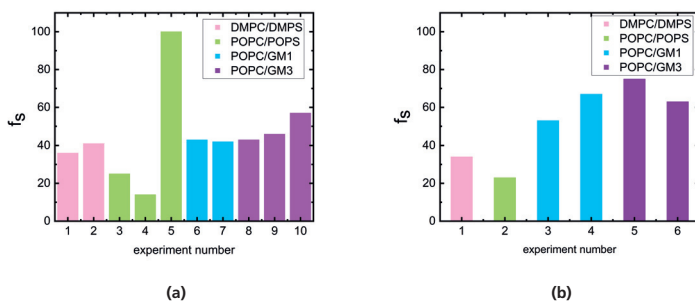 DMPC/DMPS
POPC/POPS
POPC/GM1
POPC/GM3
100
80
60
40
20
0
fs
1 2 3 4 5 6 7 8 9 10
experiment number
(a)
DMPC/DMPS
POPC/POPS
POPC/GM1
POPC/GM3
100
80
60
40
20
0
fs
1 2 3 4 5 6
experiment number
(b)